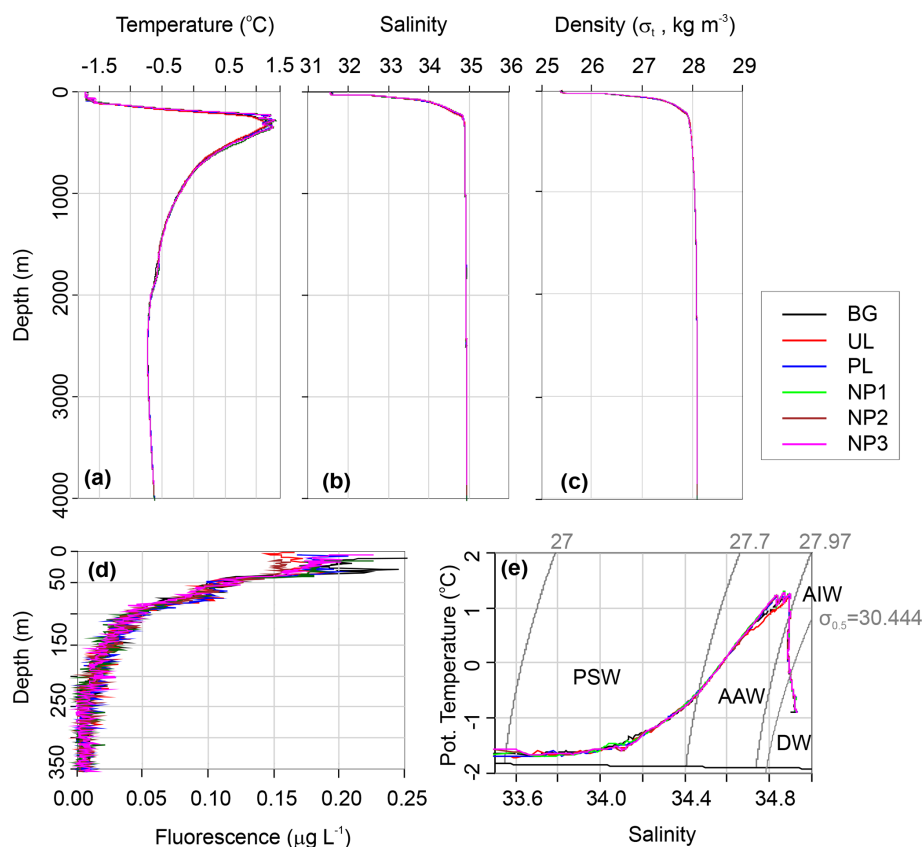 Temperature (°C)
Salinity
Density (σt , kg m-3)
-1.5 -0.5 0.5 1.5
31 32 33 34 35 36
25 26 27 28 29
Depth (m)
0
1000
2000
3000
4000
(a)
(b)
(c)
BG
UL
PL
NP1
NP2
NP3
(d)
Depth (m)
0
50
150
250
350
0.00 0.05 0.10 0.15 0.20 0.25
Fluorescence (μg L-1)
(e)
27
27.7
27.97
AIW
σ0.5=30.444
PSW
AAW
DW
Pot. Temperature (°C)
2
1
0
-1
-2
33.6 34.0 34.4 34.8
Salinity